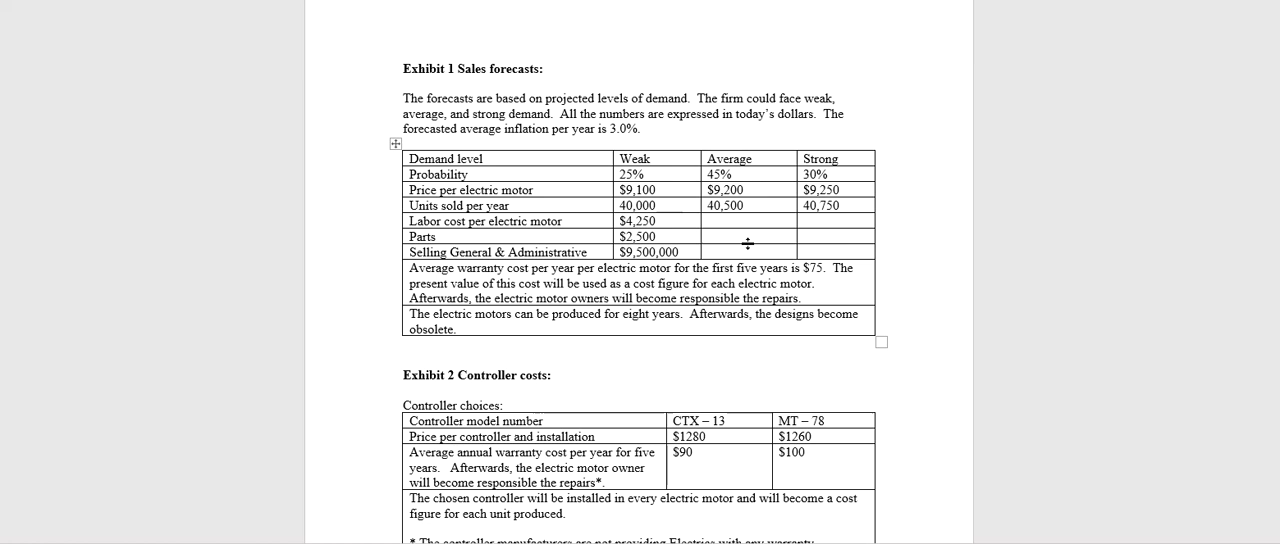 Exhibit 1 Sales forecasts:
The forecasts are based on projected levels of demand.  The firm could face weak,
average, and strong demand.  All the numbers are expressed in today’s dollars.  The
forecasted average inflation per year is 3.0%.
Demand level Weak Average Strong
Probability 25% 45% 30%
Price per electric motor $9,100 $9,200 $9,250
Units sold per year 40,000 40,500 40,750
Labor cost per electric motor $4,250
Parts $2,500
Selling General & Administrative $9,500,000
Average warranty cost per year per electric motor for the first five years is $75.  The
present value of this cost will be used as a cost figure for each electric motor.
Afterwards, the electric motor owners will become responsible the repairs.
The electric motors can be produced for eight years.  Afterwards, the designs become
obsolete.
Exhibit 2 Controller costs:
Controller choices:
Controller model number CTX – 13 MT – 78
Price per controller and installation $1280 $1260
Average annual warranty cost per year for five $90 $100
years.   Afterwards, the electric motor owner
will become responsible the repairs*.
The chosen controller will be installed in every electric motor and will become a cost
figure for each unit produced.
* The controller manufacturers are not providing Electrics with any warranty